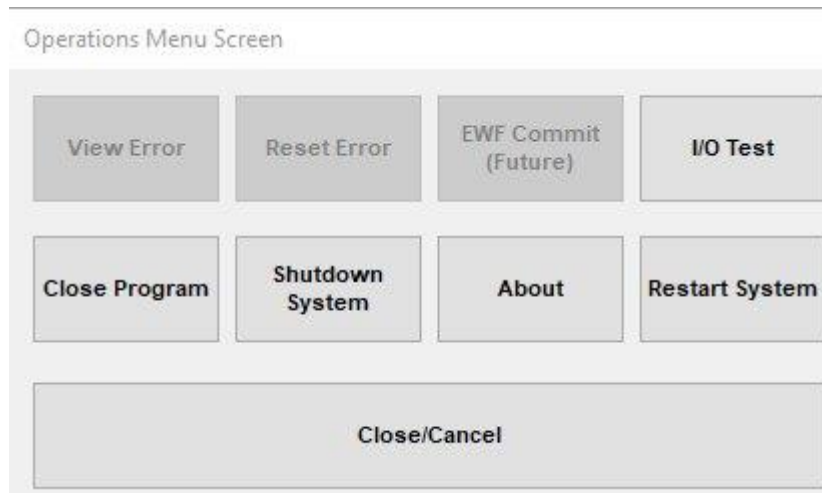 Operations Menu Screen
View Error
Reset Error
EWF Commit
(Future)
I/O Test
Close Program
Shutdown
System
About
Restart System
Close/Cancel